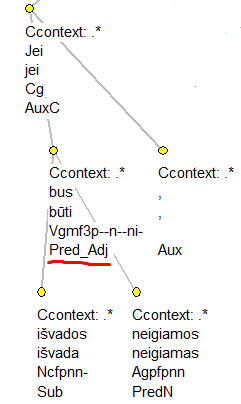 Ccontext: .*
Jei
jei
Cg
AuxC
Ccontext: .*
bus
būti
Vgmf3p--n--ni-
Pred_Adj
Ccontext: .*
,
,
Aux
Ccontext: .*
išvados
išvada
Ncfpnn-
Sub
Ccontext: .*
neigiamos
neigiamas
Agpfpnn
PredN